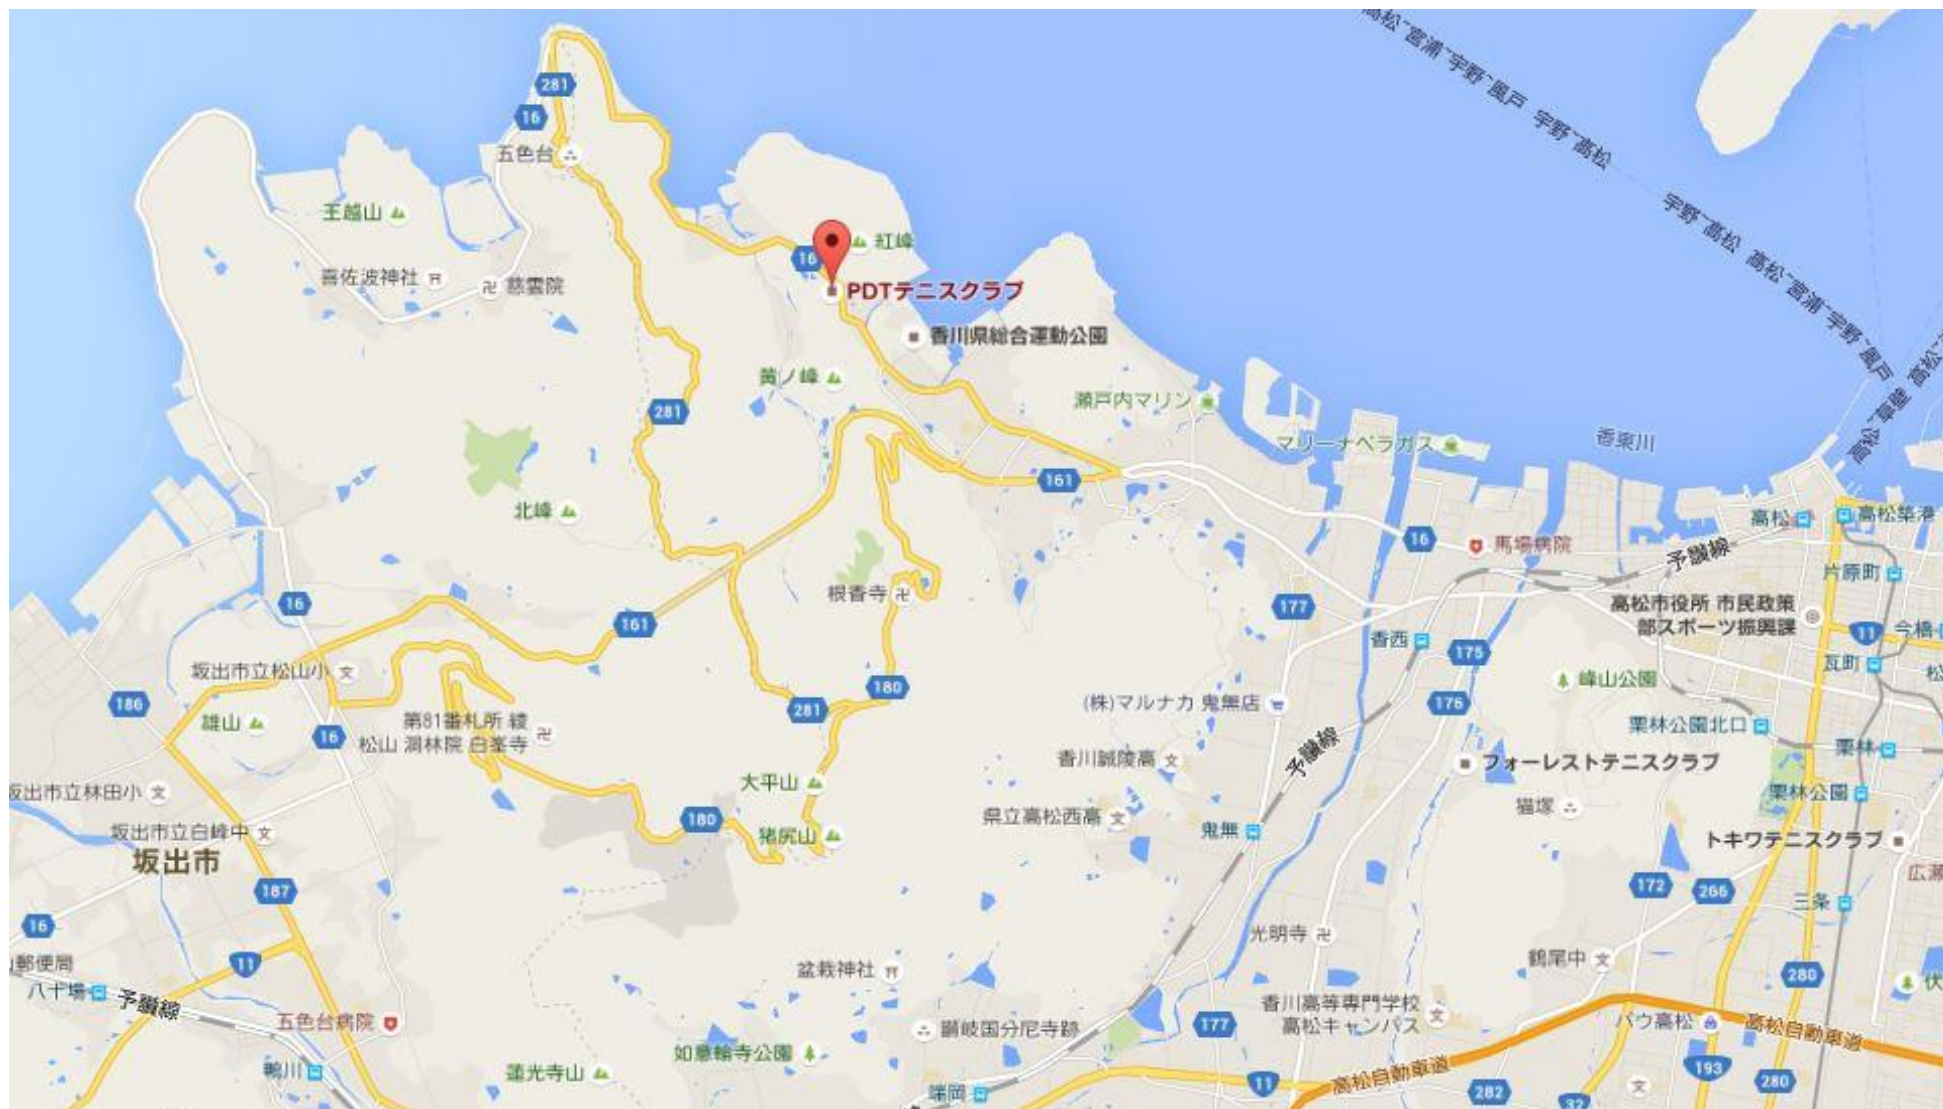 高松-宮浦-宇野-風戸 宇野-高松
宇野-高松 高松-宮浦-宇野-風戸
281
16
五色台
王越山
喜佐波神社
慈雲院
紅峰
16
PDTテニスクラブ
香川県総合運動公園
黄ノ峰
281
瀬戸内マリン
マリーナペラガス
香東川
161
北峰
高松
高松築港
16
馬場病院
予讃線
片原町
根香寺
16
177
161
高松市役所 市民政策
部スポーツ振興課
11
今橋
香西
175
瓦町
坂出市立松山小
186
180
峰山公園
176
281
(株)マルナカ 鬼無店
雄山
16
第81番札所 綾
松山 洞林院 白峯寺
栗林公園北口
栗林
予讃線
香川誠陵高
フォーレストテニスクラブ
大平山
坂出市立林田小
栗林公園
猫塚
県立高松西高
180
猪尻山
鬼無
坂出市立白峰中
トキワテニスクラブ
坂出市
広瀬
187
172
266
三条
16
光明寺
鶴尾中
郵便局
11
盆栽神社
280
八十場
予讃線
香川高等専門学校
高松キャンパス
五色台病院
讃岐国分尼寺跡
177
パウ高松
高松自動車道
如意輪寺公園
鴨川
蓮光寺山
193
高松自動車道
11
280
端岡
282
32